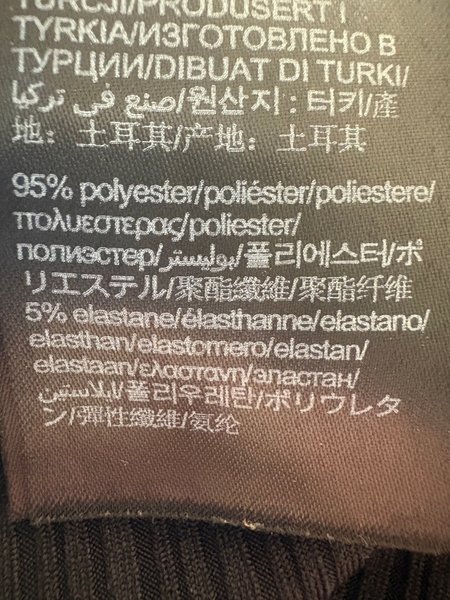 TURCJI/PRODUSERT I
TYRKIA/ИЗГОТОВЛЕНО В
ТУРЦИИ/DIBUAT DI TURKI/
صنع في تركيا/원산지 : 터키/產
地：土耳其/产地：土耳其
95% polyester/poliéster/poliestere/
πολυεστερας/poliester/
полиэстер/بوليستر/폴리에스터/ポ
リエステル/聚酯纖維/聚酯纤维
5% elastane/élasthanne/elastano/
elasthan/elastomero/elastan/
elastaan/ελαστανη/эластан/
ايلاستين/폴리우레탄/ポリウレタ
ン/彈性纖維/氨纶